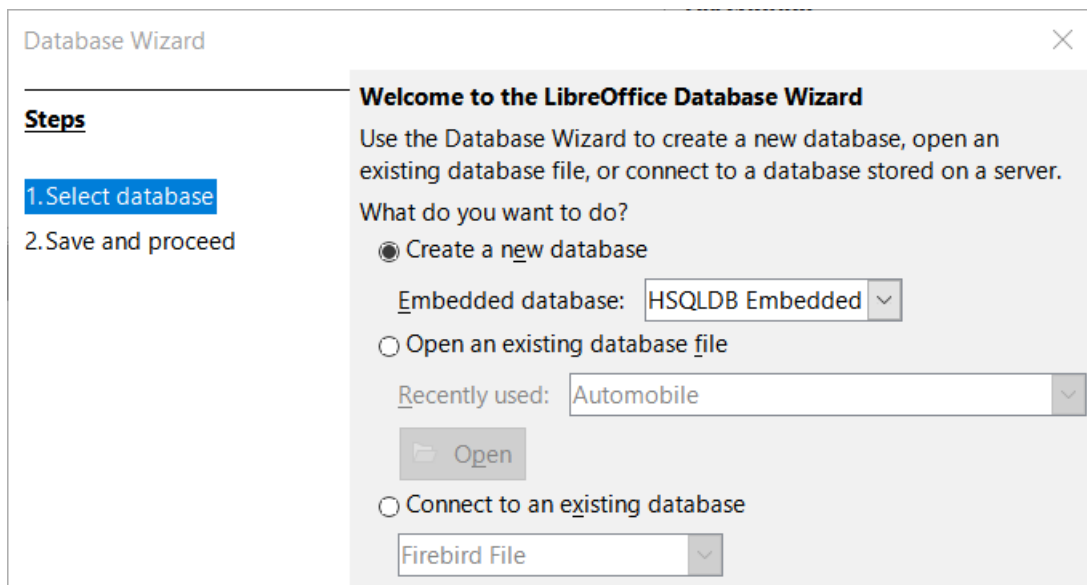 Database Wizard
Steps
1.Select database
2.Save and proceed
Welcome to the LibreOffice Database Wizard
Use the Database Wizard to create a new database, open an
existing database file, or connect to a database stored on a server.
What do you want to do?
Create a new database
Embedded database: HSQLDB Embedded
Open an existing database file
Recently used: Automobile
Open
Connect to an existing database
Firebird File